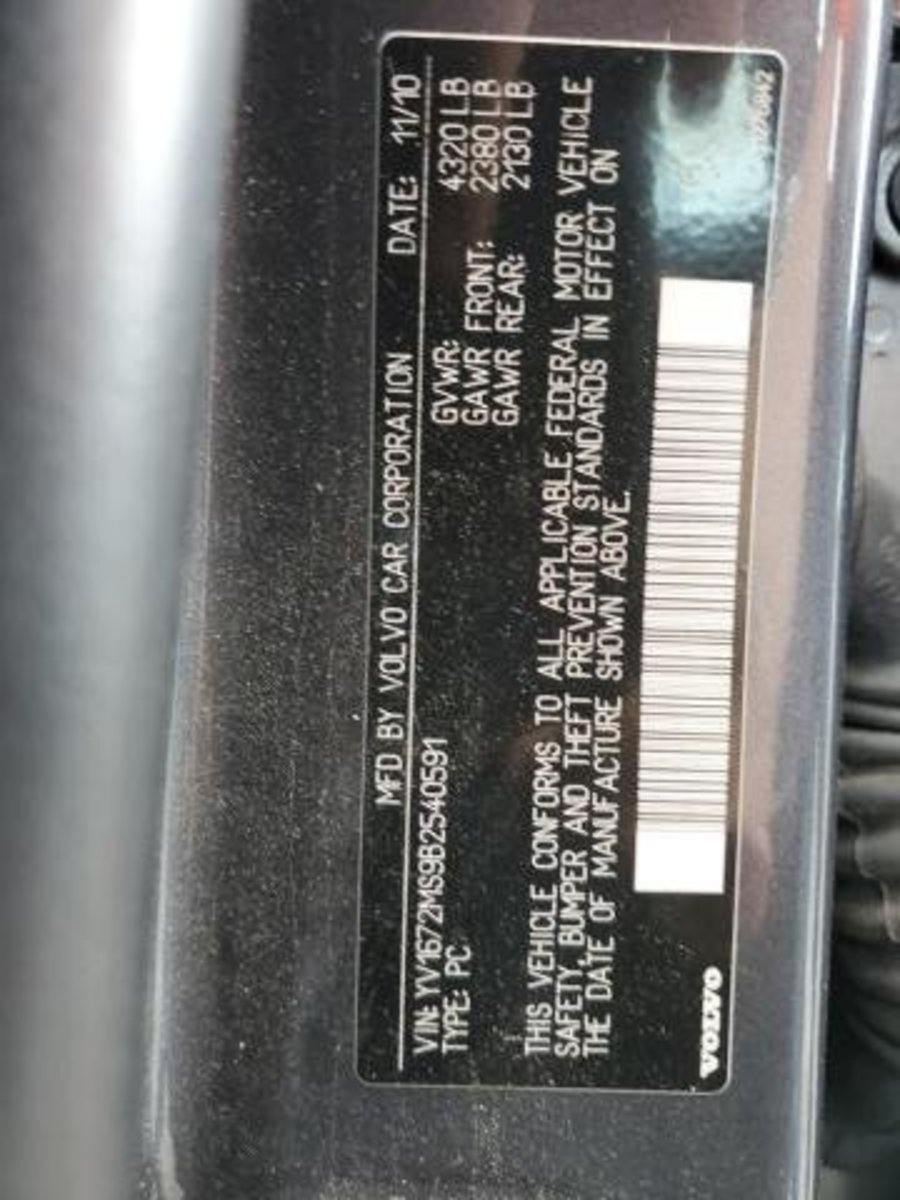 MFD BY VOLVO CAR CORPORATION DATE: 11/10
VIN: YV1672MS9B2540591
TYPE: PC
GVWR: 4320 LB
GAWR FRONT: 2380 LB
GAWR REAR: 2130 LB
THIS VEHICLE CONFORMS TO ALL APPLICABLE FEDERAL MOTOR VEHICLE
SAFETY, BUMPER AND THEFT PREVENTION STANDARDS IN EFFECT ON
THE DATE OF MANUFACTURE SHOWN ABOVE.
VOLVO